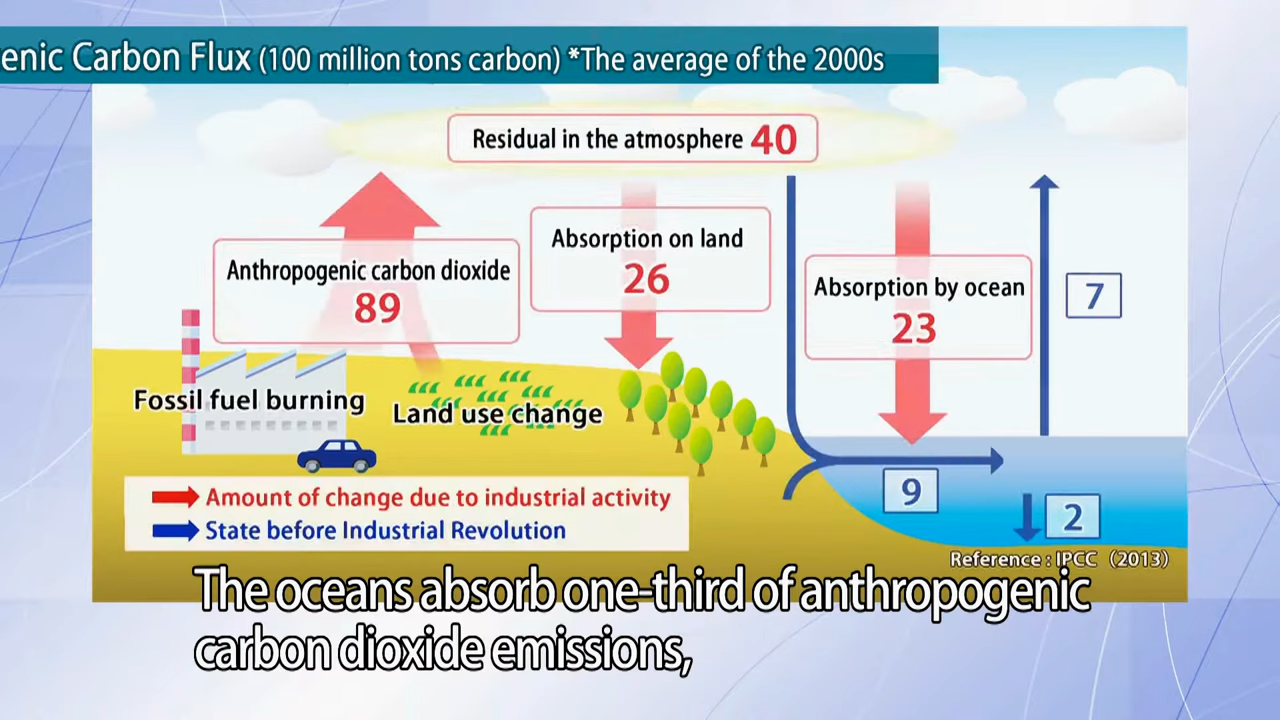 enic Carbon Flux (100 million tons carbon) *The average of the 2000s
Residual in the atmosphere 40
Absorption on land
26
Anthropogenic carbon dioxide
89
Absorption by ocean
23
7
Fossil fuel burning
Land use change
9
2
Amount of change due to industrial activity
State before Industrial Revolution
Reference : IPCC (2013)
The oceans absorb one-third of anthropogenic
carbon dioxide emissions,